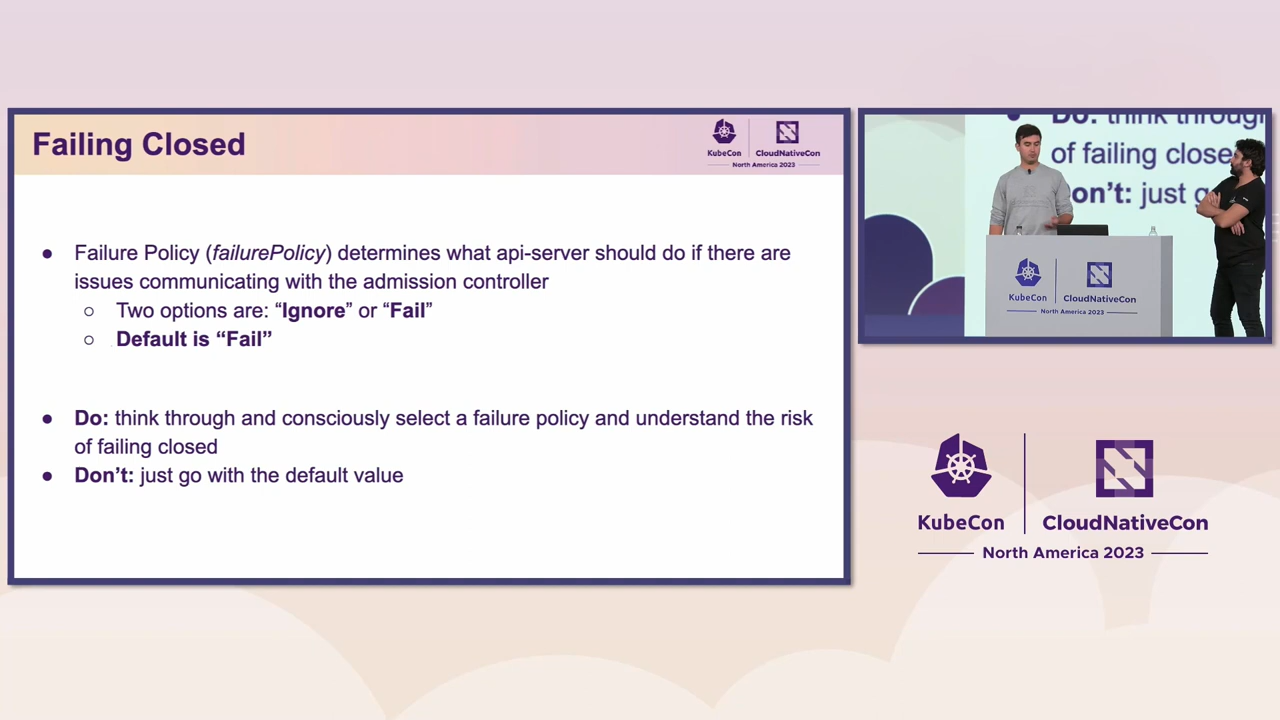 Failing Closed
KubeCon
CloudNativeCon
North America 2023
● Failure Policy (failurePolicy) determines what api-server should do if there are
issues communicating with the admission controller
○ Two options are: “Ignore” or “Fail”
○ Default is “Fail”
● Do: think through and consciously select a failure policy and understand the risk
of failing closed
● Don’t: just go with the default value
Do: think through
of failing close
on’t: just g
KubeCon
CloudNativeCon
North America 2023
KubeCon
CloudNativeCon
North America 2023